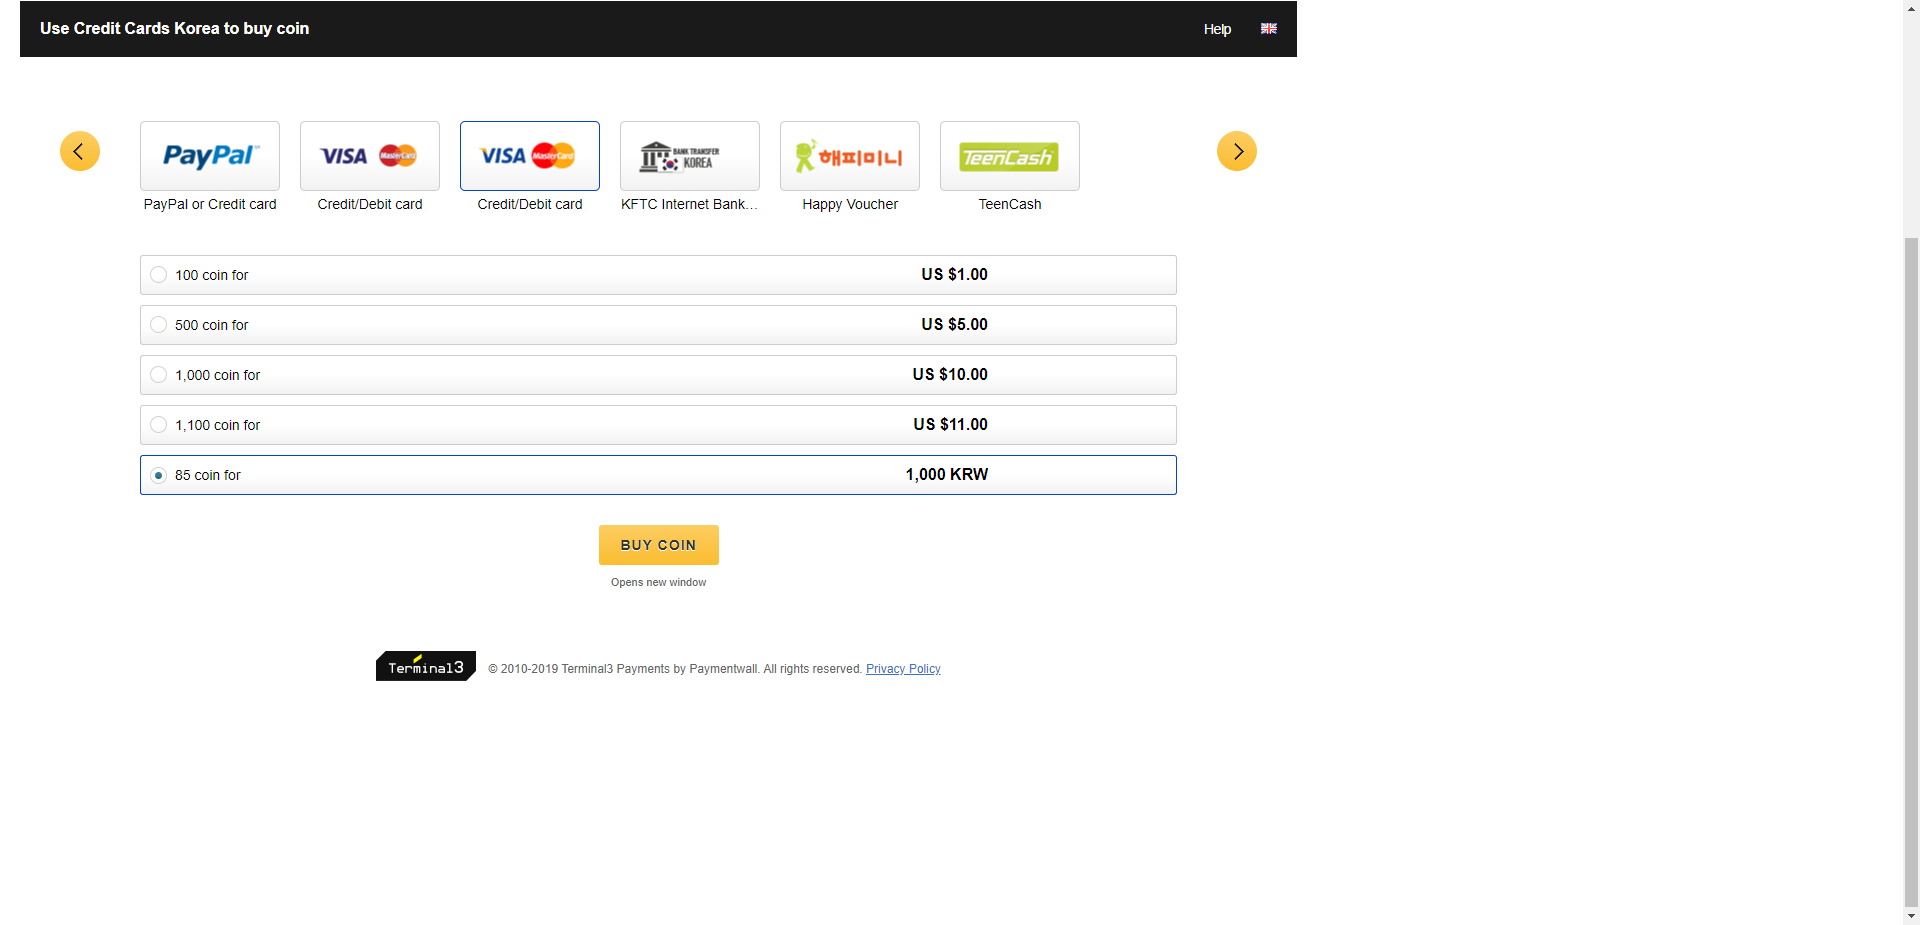 Use Credit Cards Korea to buy coin
Help
PayPal™
VISA MasterCard
VISA MasterCard
BANK TRANSFER
KOREA
해피머니
TeenCash
PayPal or Credit card
Credit/Debit card
Credit/Debit card
KFTC Internet Bank...
Happy Voucher
TeenCash
100 coin for US $1.00
500 coin for US $5.00
1,000 coin for US $10.00
1,100 coin for US $11.00
85 coin for 1,000 KRW
BUY COIN
Opens new window
Terminal3 © 2010-2019 Terminal3 Payments by Paymentwall. All rights reserved. Privacy Policy